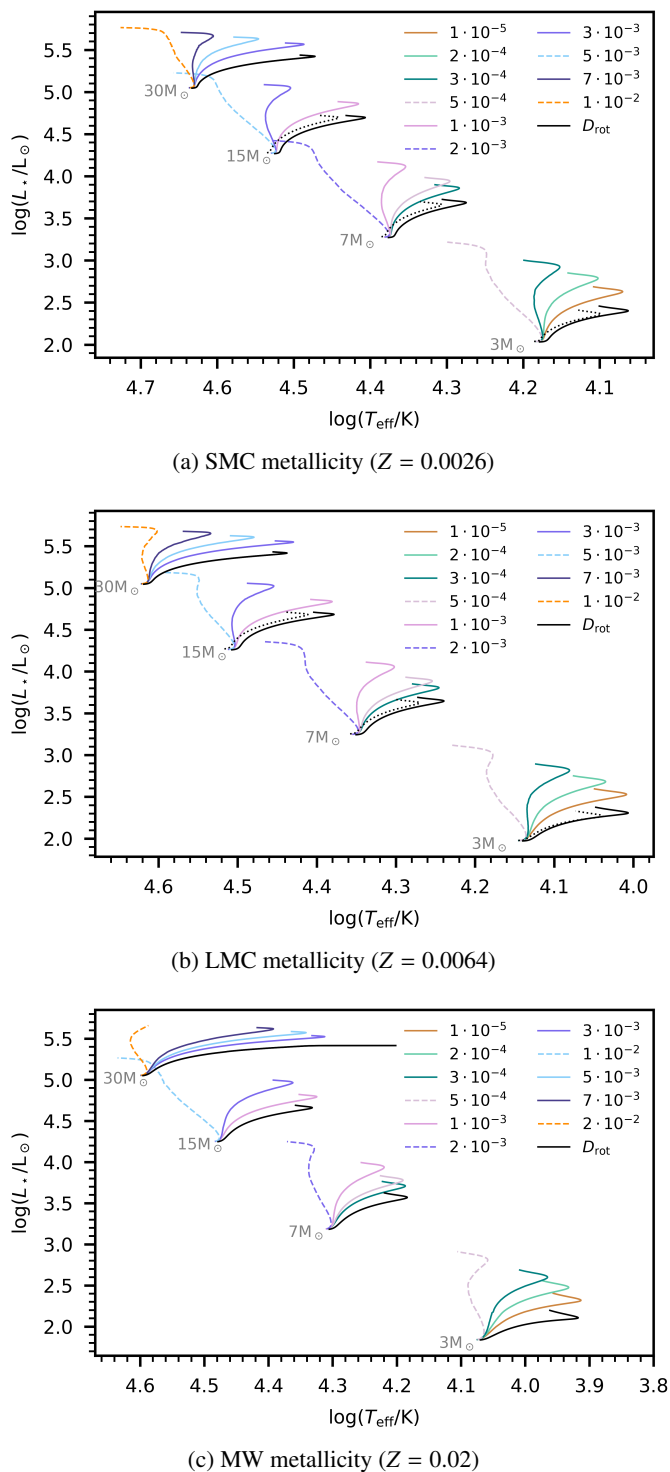 1·10⁻⁵ 3·10⁻³
2·10⁻⁴ 5·10⁻³
3·10⁻⁴ 7·10⁻³
5·10⁻⁴ 1·10⁻²
1·10⁻³ D_rot
2·10⁻³
30M⊙
15M⊙
7M⊙
3M⊙
5.5
5.0
4.5
4.0
3.5
3.0
2.5
2.0
log(L⋆/L⊙)
4.7 4.6 4.5 4.4 4.3 4.2 4.1
log(T_eff/K)
(a) SMC metallicity (Z = 0.0026)
1·10⁻⁵ 3·10⁻³
2·10⁻⁴ 5·10⁻³
3·10⁻⁴ 7·10⁻³
5·10⁻⁴ 1·10⁻²
1·10⁻³ D_rot
2·10⁻³
30M⊙
15M⊙
7M⊙
3M⊙
5.5
5.0
4.5
4.0
3.5
3.0
2.5
2.0
log(L⋆/L⊙)
4.6 4.5 4.4 4.3 4.2 4.1 4.0
log(T_eff/K)
(b) LMC metallicity (Z = 0.0064)
1·10⁻⁵ 3·10⁻³
2·10⁻⁴ 1·10⁻²
3·10⁻⁴ 5·10⁻³
5·10⁻⁴ 7·10⁻³
1·10⁻³ 2·10⁻²
2·10⁻³ D_rot
30M⊙
15M⊙
7M⊙
3M⊙
5.5
5.0
4.5
4.0
3.5
3.0
2.5
2.0
log(L⋆/L⊙)
4.6 4.5 4.4 4.3 4.2 4.1 4.0 3.9 3.8
log(T_eff/K)
(c) MW metallicity (Z = 0.02)